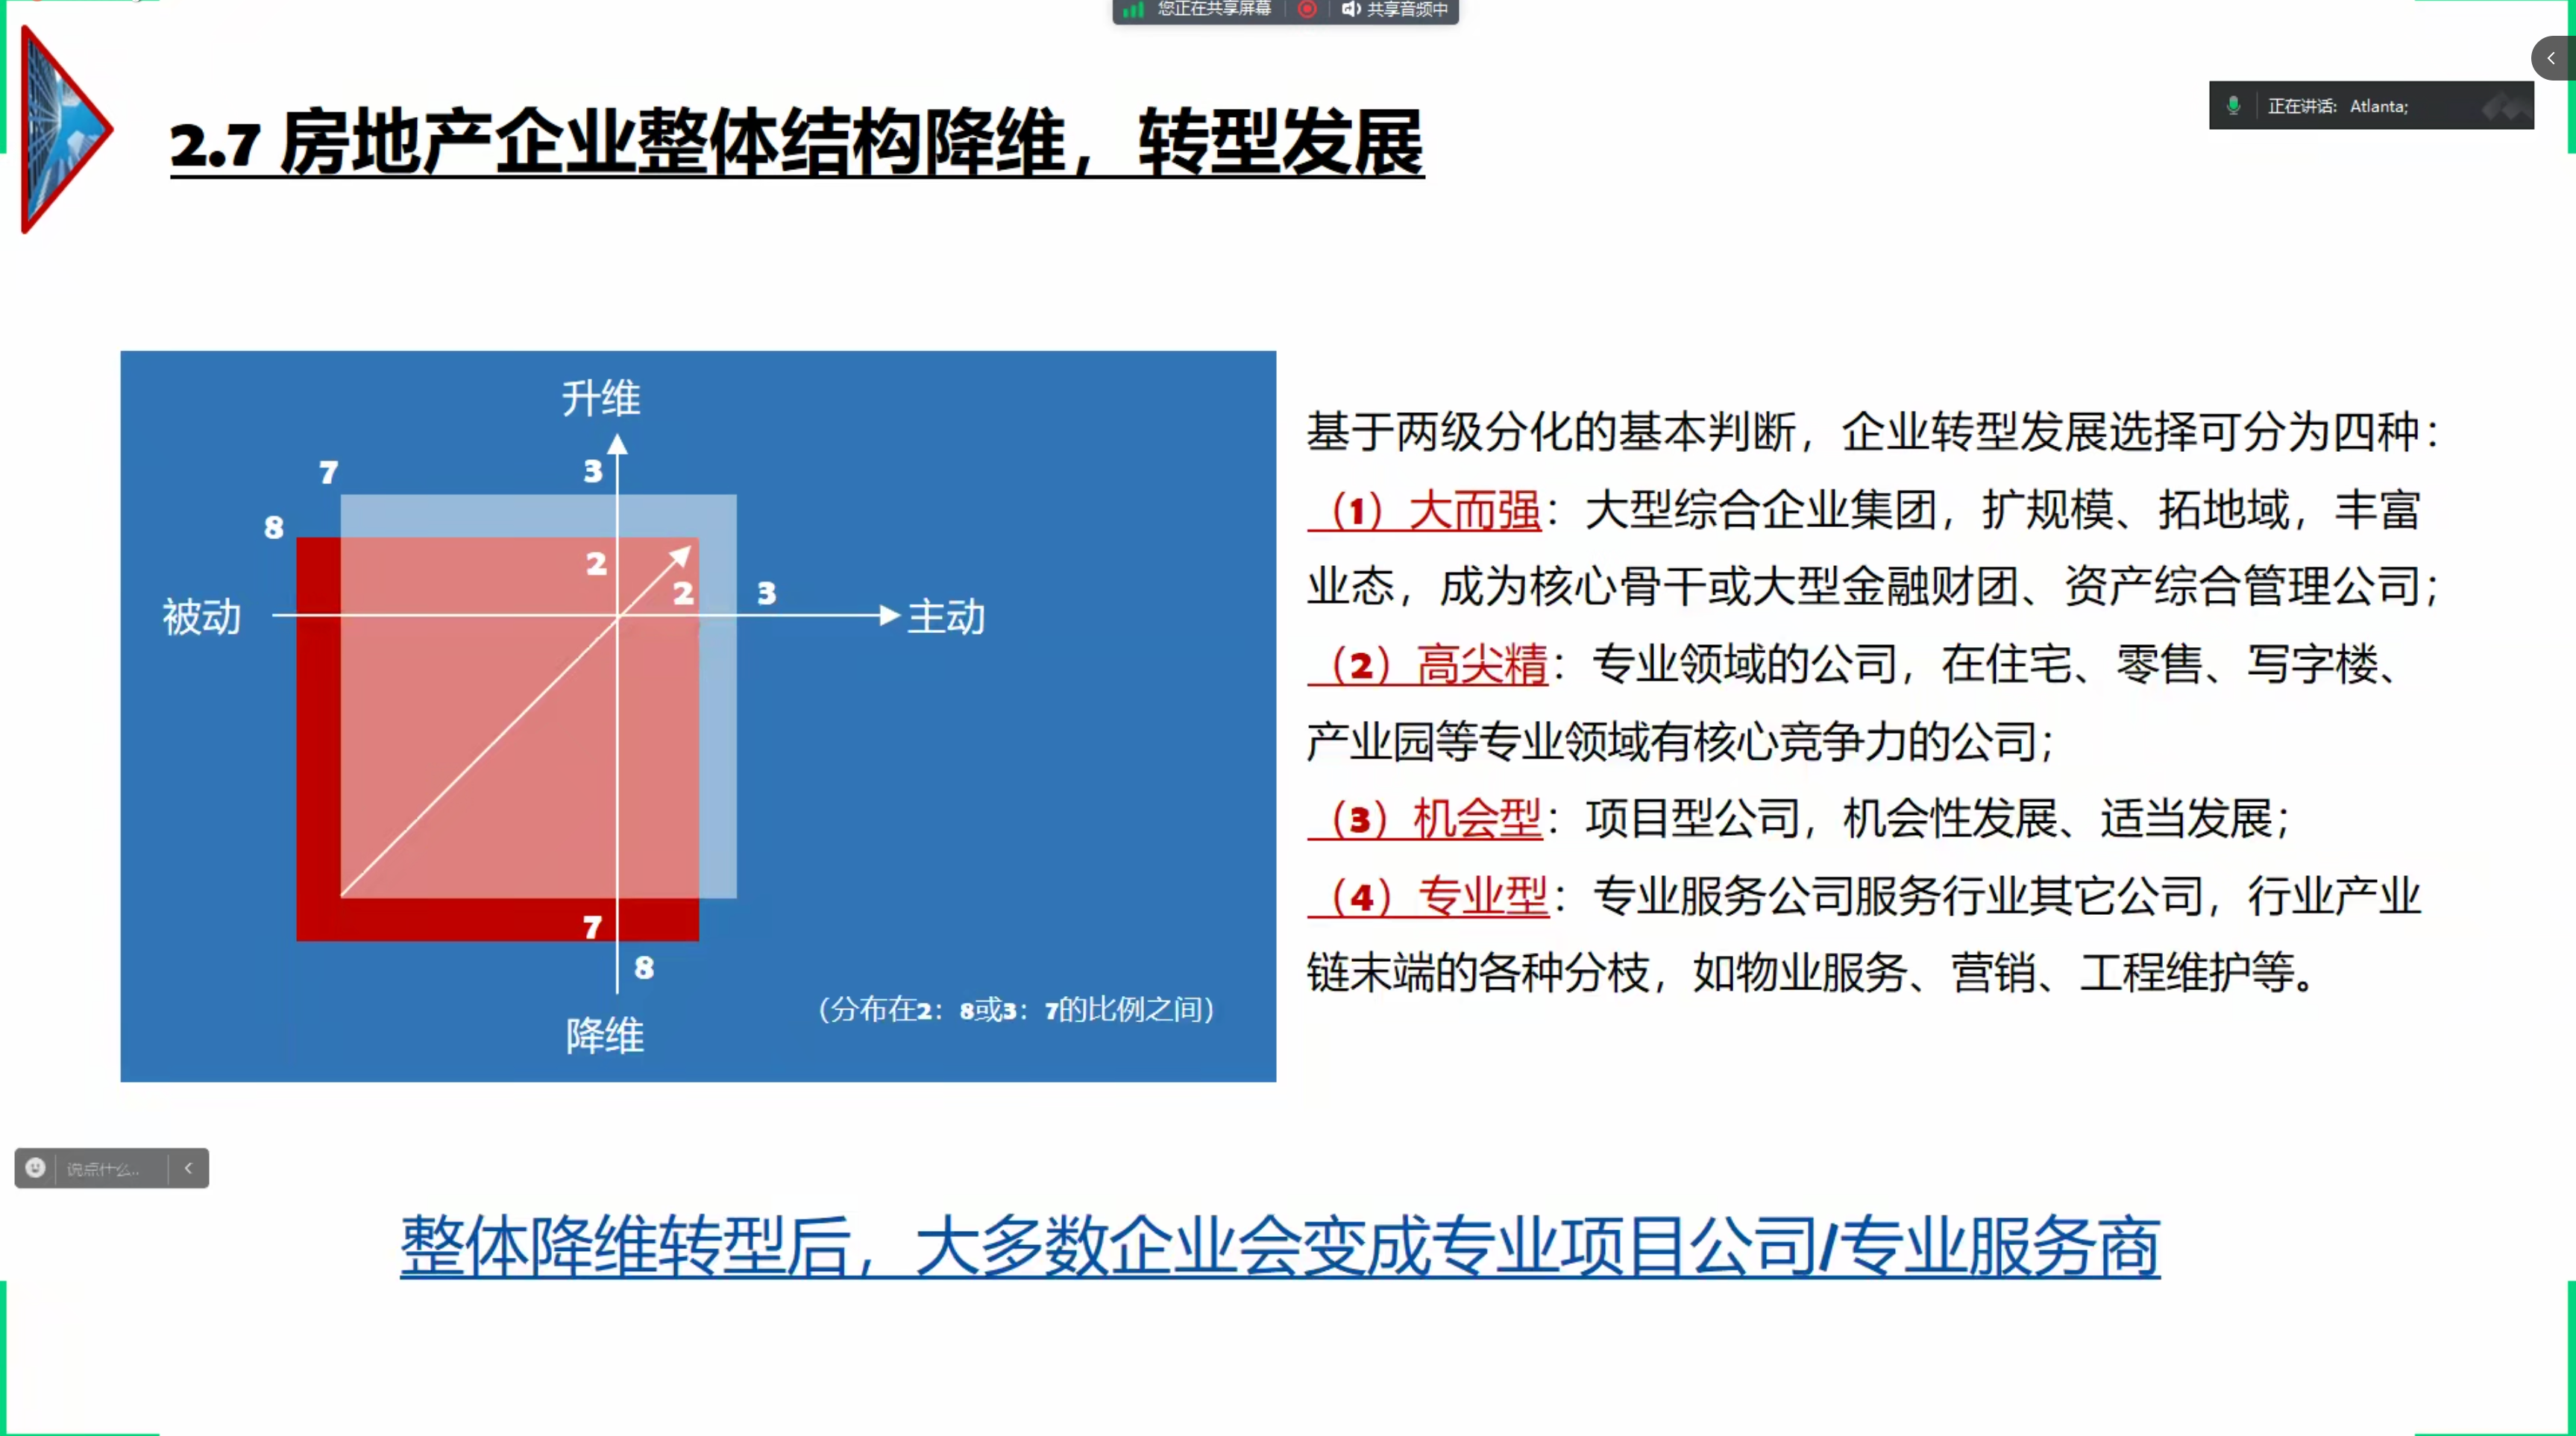 您正在共享屏幕 共享音频中
正在讲话: Atlanta;
2.7 房地产企业整体结构降维，转型发展
升维
7
3
8
2
2
3
被动
主动
7
8
降维
（分布在2：8或3：7的比例之间）
基于两级分化的基本判断，企业转型发展选择可分为四种：
（1）大而强：大型综合企业集团，扩规模、拓地域，丰富
业态，成为核心骨干或大型金融财团、资产综合管理公司；
（2）高尖精：专业领域的公司，在住宅、零售、写字楼、
产业园等专业领域有核心竞争力的公司；
（3）机会型：项目型公司，机会性发展、适当发展；
（4）专业型：专业服务公司服务行业其它公司，行业产业
链末端的各种分枝，如物业服务、营销、工程维护等。
说点什么...
整体降维转型后，大多数企业会变成专业项目公司/专业服务商